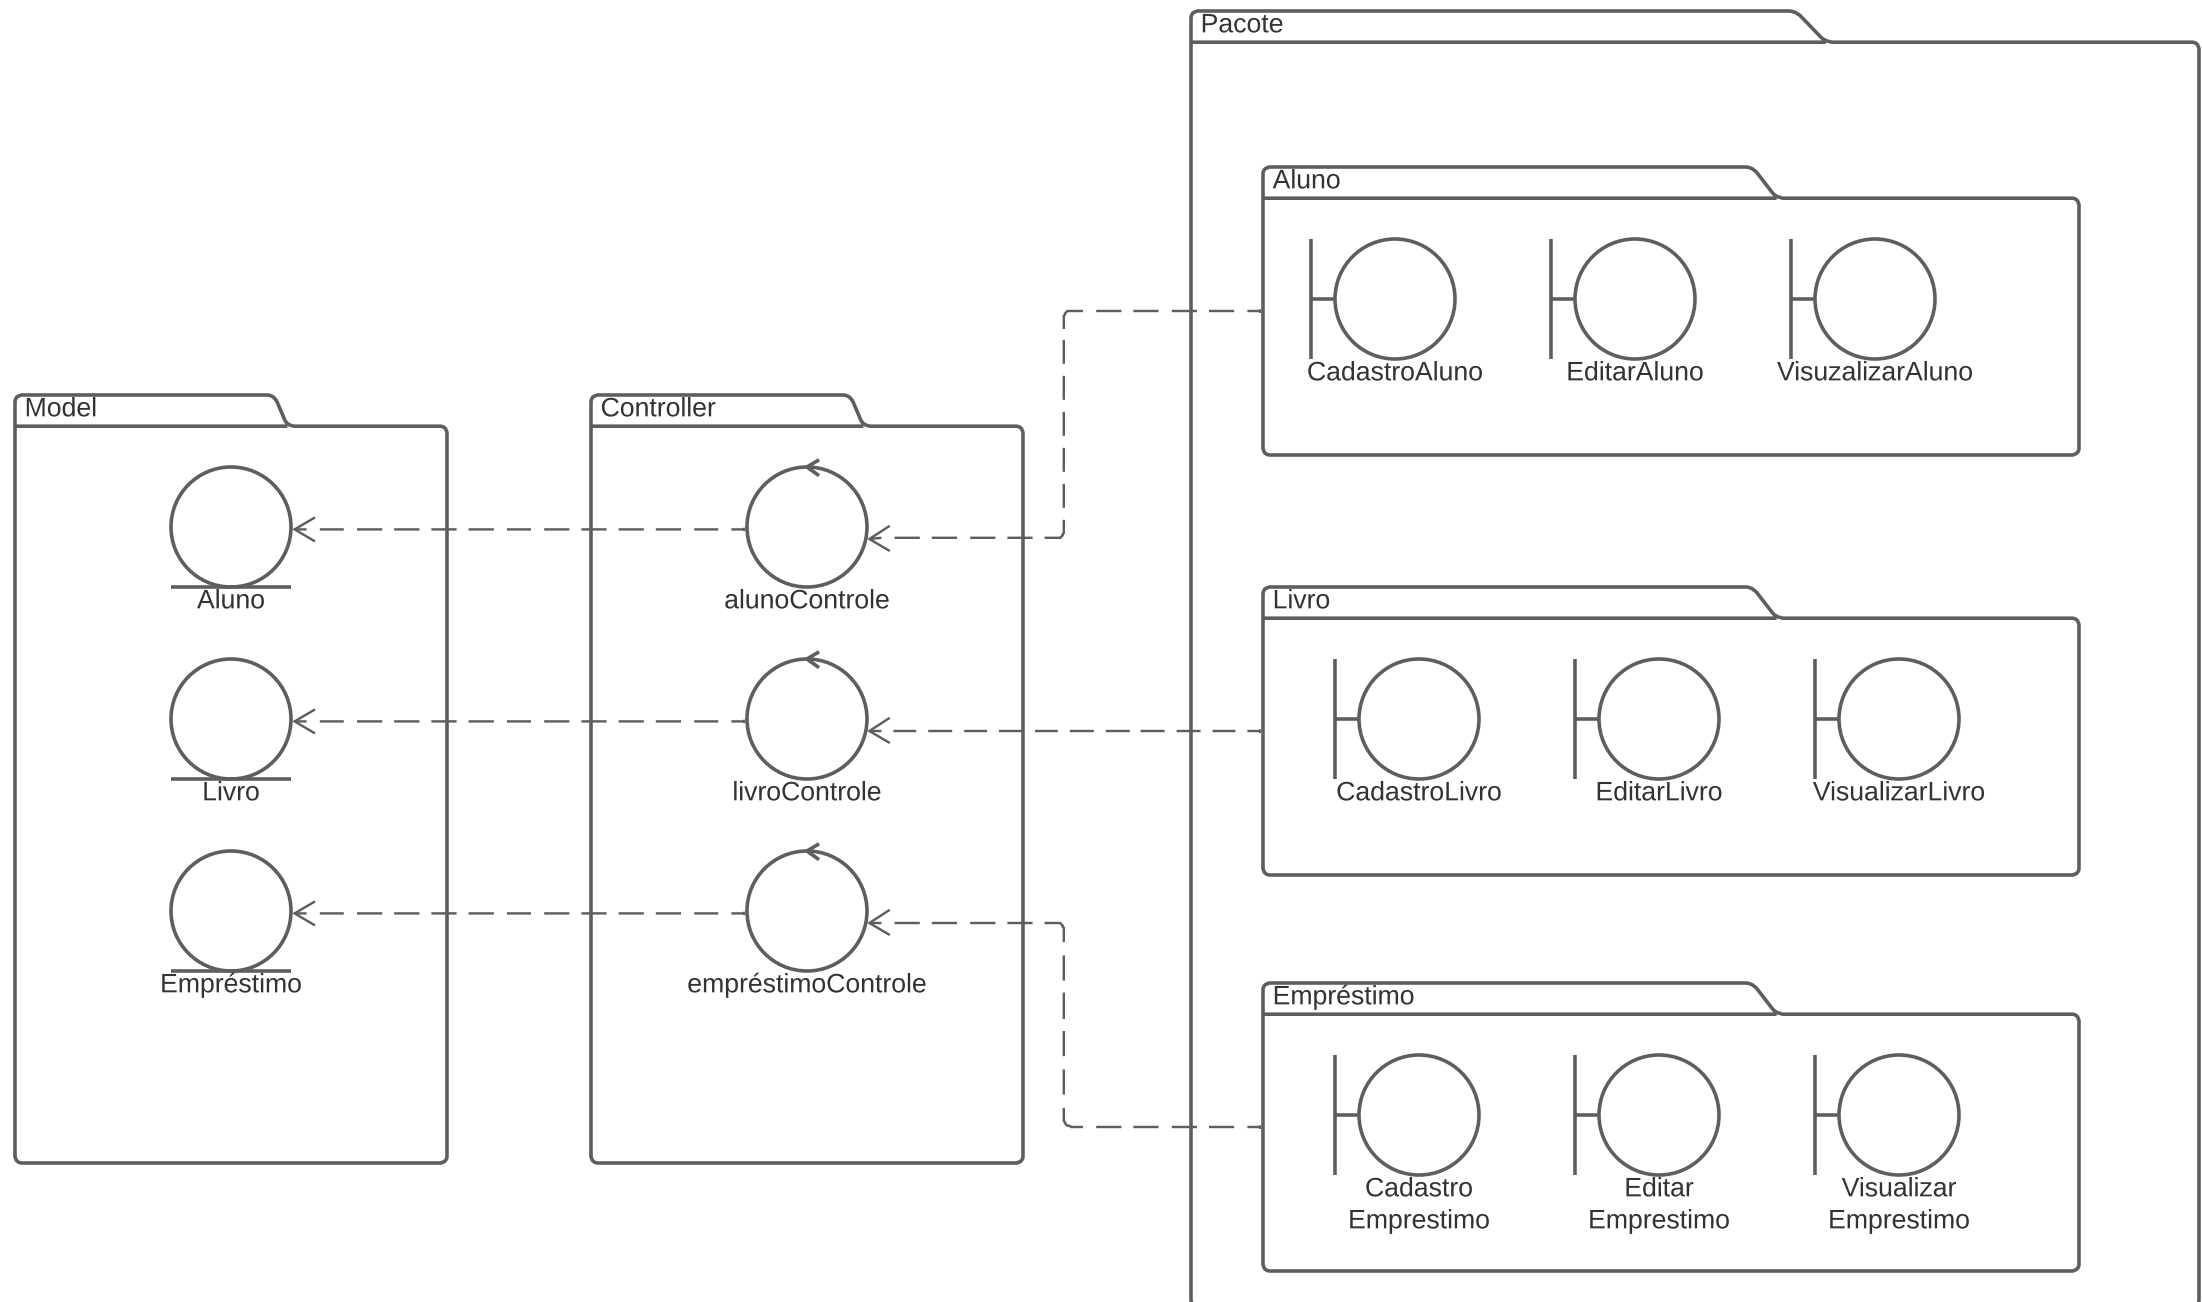 Pacote
Aluno
CadastroAluno
EditarAluno
VisuzalizarAluno
Model
Controller
Aluno
alunoControle
Livro
livroControle
Empréstimo
empréstimoControle
Livro
CadastroLivro
EditarLivro
VisualizarLivro
Empréstimo
Cadastro
Emprestimo
Editar
Emprestimo
Visualizar
Emprestimo